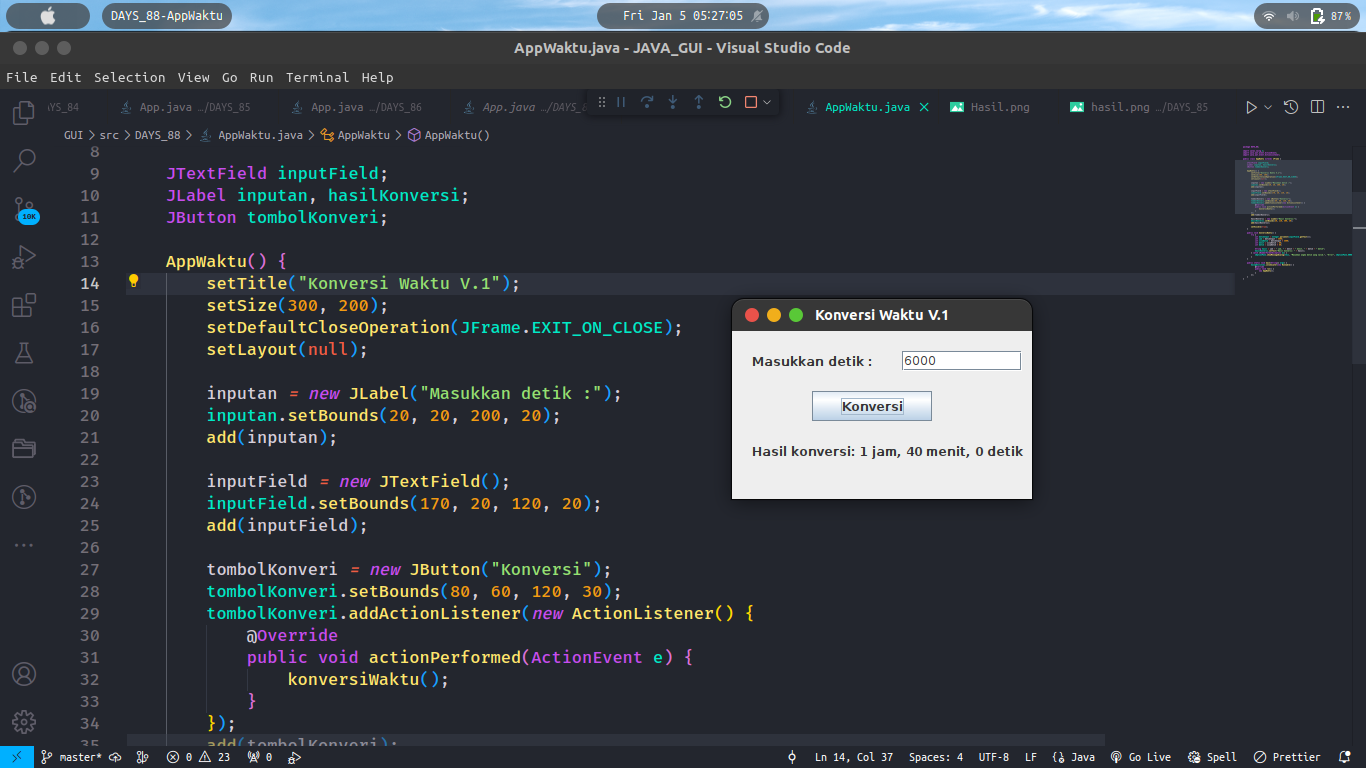 DAYS_88-AppWaktu
Fri Jan 5 05:27:05
87%
AppWaktu.java - JAVA_GUI - Visual Studio Code
File Edit Selection View Go Run Terminal Help
AYS_84 App.java …/DAYS_85 App.java …/DAYS_86 App.java …/DAYS_8 AppWaktu.java Hasil.png hasil.png …/DAYS_85
GUI > src > DAYS_88 > AppWaktu.java > AppWaktu > AppWaktu()
8
9 JTextField inputField;
10 JLabel inputan, hasilKonversi;
11 JButton tombolKonveri;
12
13 AppWaktu() {
14 setTitle("Konversi Waktu V.1");
15 setSize(300, 200);
16 setDefaultCloseOperation(JFrame.EXIT_ON_CLOSE);
17 setLayout(null);
18
19 inputan = new JLabel("Masukkan detik :");
20 inputan.setBounds(20, 20, 200, 20);
21 add(inputan);
22
23 inputField = new JTextField();
24 inputField.setBounds(170, 20, 120, 20);
25 add(inputField);
26
27 tombolKonveri = new JButton("Konversi");
28 tombolKonveri.setBounds(80, 60, 120, 30);
29 tombolKonveri.addActionListener(new ActionListener() {
30 @Override
31 public void actionPerformed(ActionEvent e) {
32 konversiWaktu();
33 }
34 });
35 add(tombolKonveri);
Konversi Waktu V.1
Masukkan detik : 6000
Konversi
Hasil konversi: 1 jam, 40 menit, 0 detik
10K
master* 0 23 0 Ln 14, Col 37 Spaces: 4 UTF-8 LF {} Java Go Live Spell Prettier